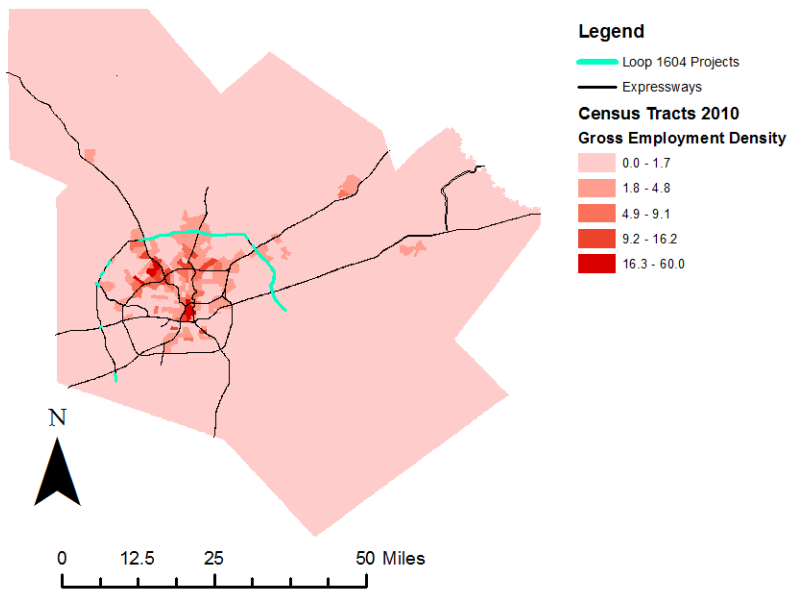 Legend
Loop 1604 Projects
Expressways
Census Tracts 2010
Gross Employment Density
0.0 - 1.7
1.8 - 4.8
4.9 - 9.1
9.2 - 16.2
16.3 - 60.0
N
0 12.5 25 50 Miles